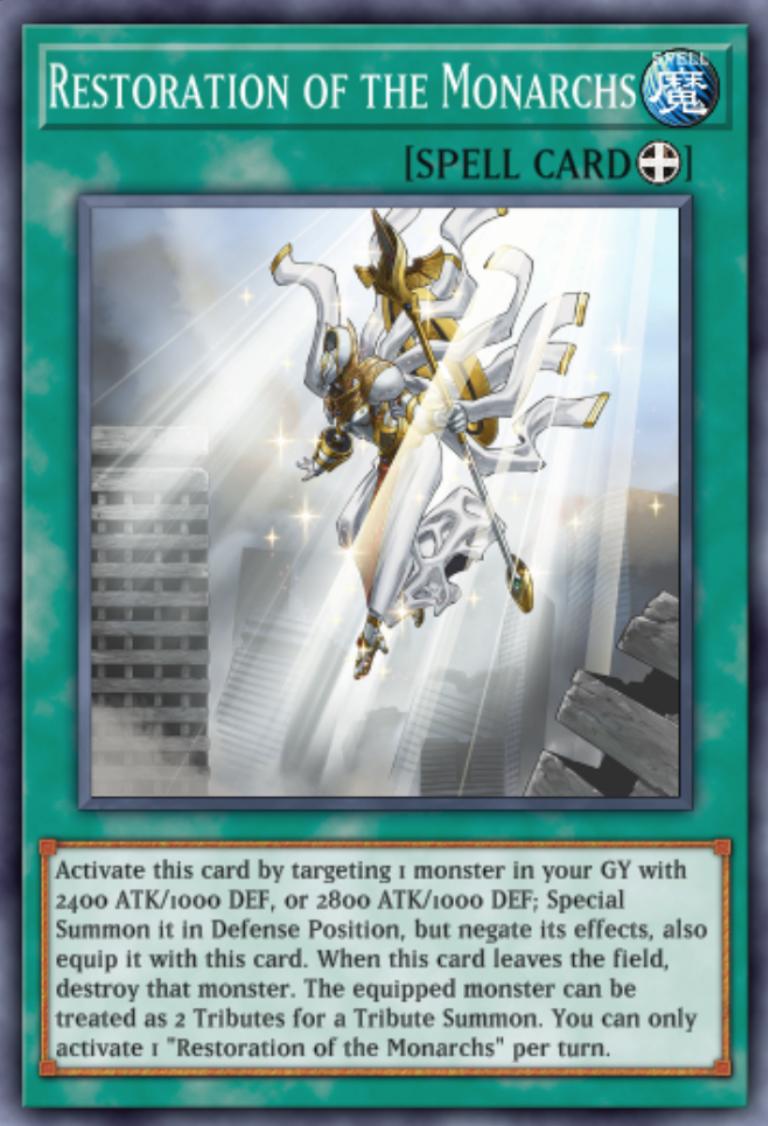 RESTORATION OF THE MONARCHS
SPELL
魔
[SPELL CARD]
Activate this card by targeting 1 monster in your GY with
2400 ATK/1000 DEF, or 2800 ATK/1000 DEF; Special
Summon it in Defense Position, but negate its effects, also
equip it with this card. When this card leaves the field,
destroy that monster. The equipped monster can be
treated as 2 Tributes for a Tribute Summon. You can only
activate 1 "Restoration of the Monarchs" per turn.